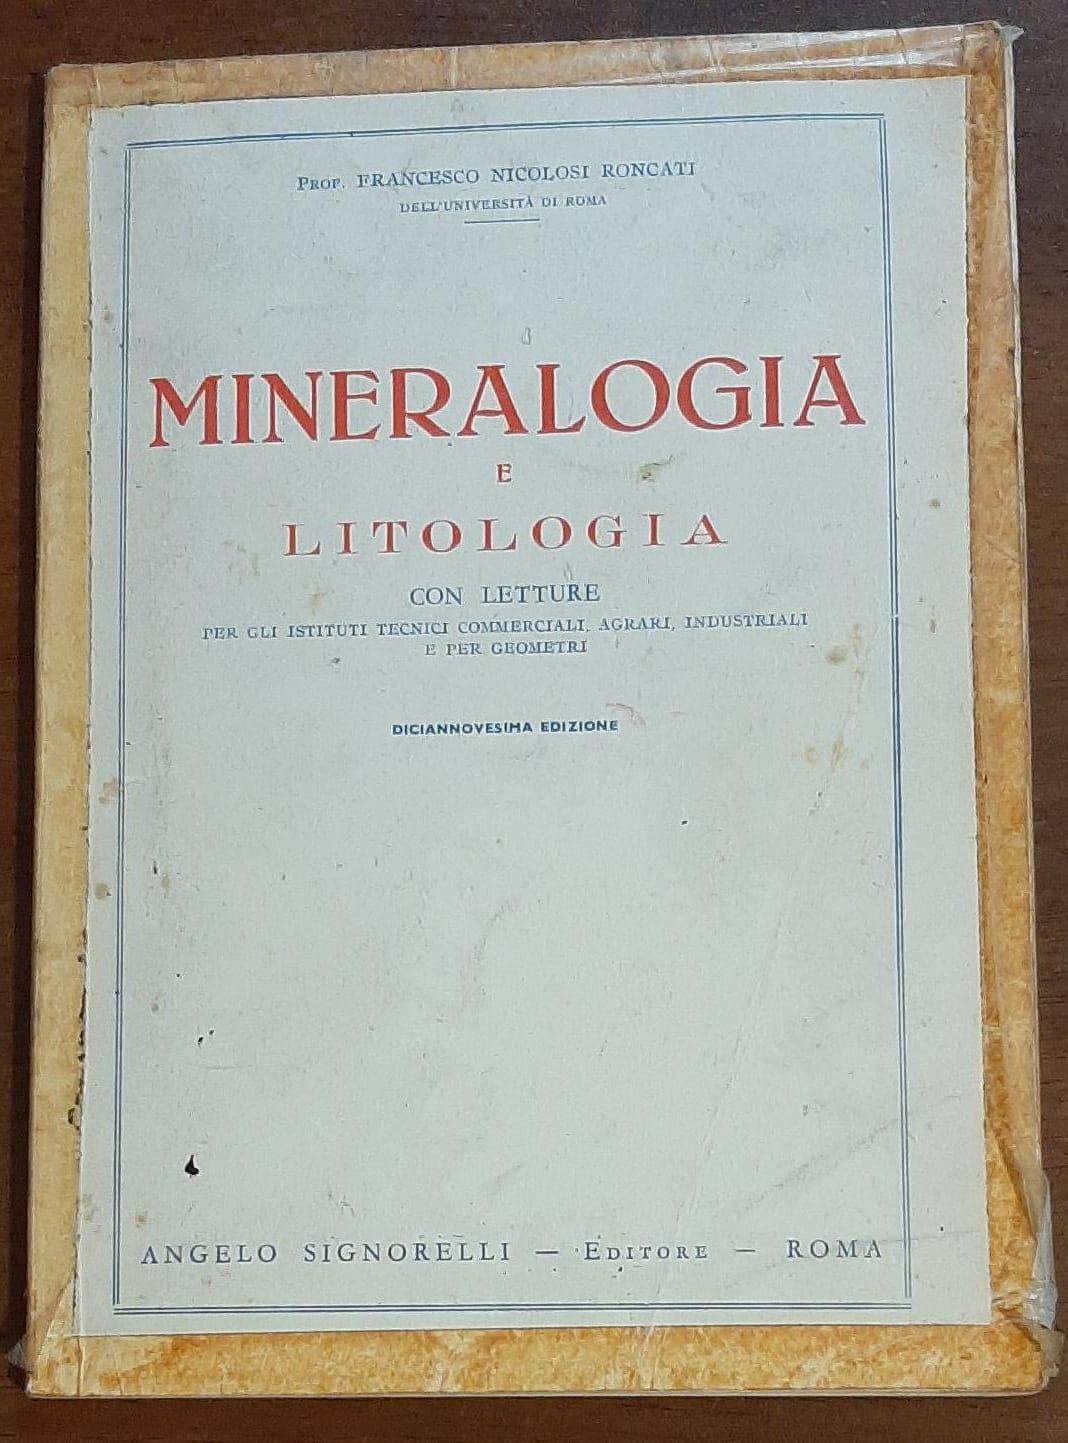 PROF. FRANCESCO NICOLOSI RONCATI
DELL'UNIVERSITÀ DI ROMA
MINERALOGIA
E
LITOLOGIA
CON LETTURE
PER GLI ISTITUTI TECNICI COMMERCIALI, AGRARI, INDUSTRIALI
E PER GEOMETRI
DICIANNOVESIMA EDIZIONE
ANGELO SIGNORELLI — EDITORE — ROMA